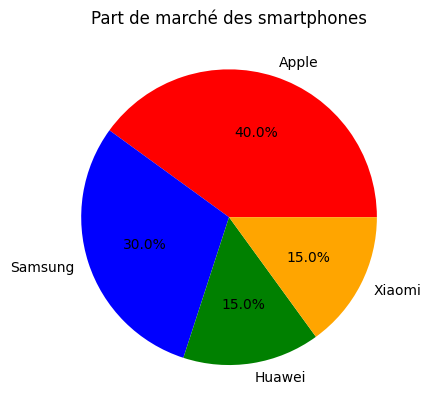 Part de marché des smartphones
Apple
40.0%
30.0%
Samsung
15.0%
Xiaomi
15.0%
Huawei